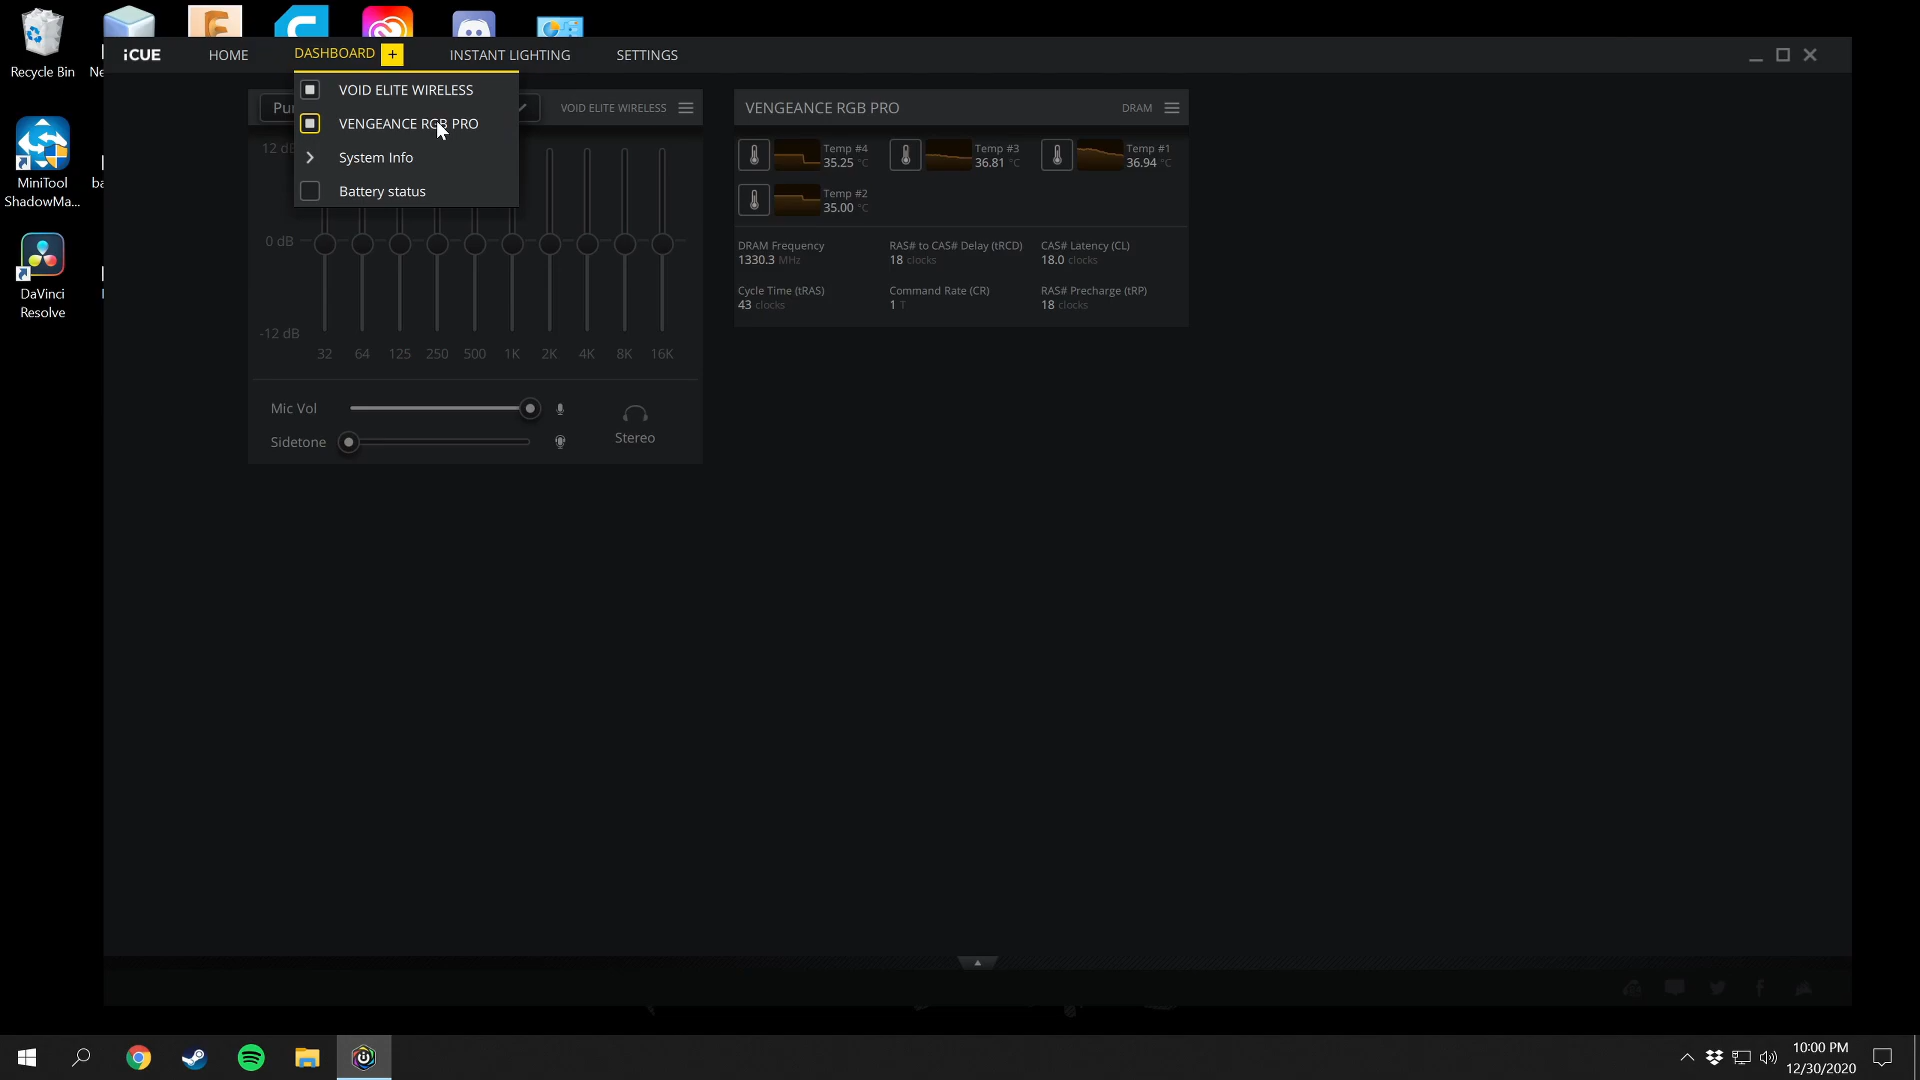 Recycle Bin
Ne
MiniTool
ShadowMa...
ba
DaVinci
Resolve
iCUE
HOME
DASHBOARD +
INSTANT LIGHTING
SETTINGS
VOID ELITE WIRELESS
VENGEANCE RGB PRO
System Info
Battery status
Pu
VOID ELITE WIRELESS
12 dB
0 dB
-12 dB
32 64 125 250 500 1K 2K 4K 8K 16K
Mic Vol
Sidetone
Stereo
VENGEANCE RGB PRO
DRAM
Temp #4
35.25 °C
Temp #3
36.81 °C
Temp #1
36.94 °C
Temp #2
35.00 °C
DRAM Frequency
1330.3 MHz
RAS# to CAS# Delay (tRCD)
18 clocks
CAS# Latency (CL)
18.0 clocks
Cycle Time (tRAS)
43 clocks
Command Rate (CR)
1 T
RAS# Precharge (tRP)
18 clocks
10:00 PM
12/30/2020